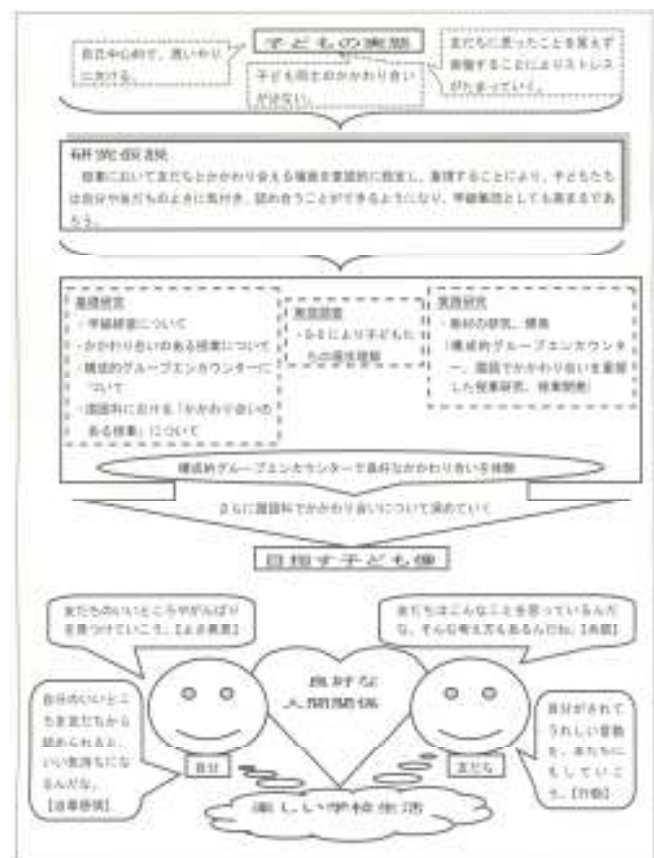 子どもの実態
自己中心的で、思いやり
に欠ける。
子ども同士のかかわり合い
が少ない。
友だちに思ったことを言えず
我慢することによりストレス
がたまっていく。
研究仮説
授業において友だちとかかわり合える場面を意図的に設定し、展開することにより、子どもたち
は自分や友だちのよさに気付き、認め合うことができるようになり、学級集団としても高まるであ
ろう。
基礎研究
・学級経営について
・かかわり合いのある授業について
・構成的グループエンカウンターに
ついて
・国語科における「かかわり合いの
ある授業」について
実態調査
により子どもた
ちの
理解
実践研究
・教材の研究、開発
（構成的グループエンカウンタ
ー、国語でかかわり合いを重視
した授業研究、授業開発）
構成的グループエンカウンターで良好なかかわり合いを体験
さらに国語科でかかわり合いについて深めていく
目指す子ども像
友だちのいいところやがんばり
を見つけていこう。【よさ発見】
友だちはこんなことを思っているんだ
な、そんな考え方もあるんだね。
良好な
人間関係
自分のいいとこ
ろを友だちから
認められると、
いい気持ちにな
るんだな。
自分がされて
うれしい言動
を、友だちに
もしていこ
う。【行動】
自分
友だち
楽しい学校生活